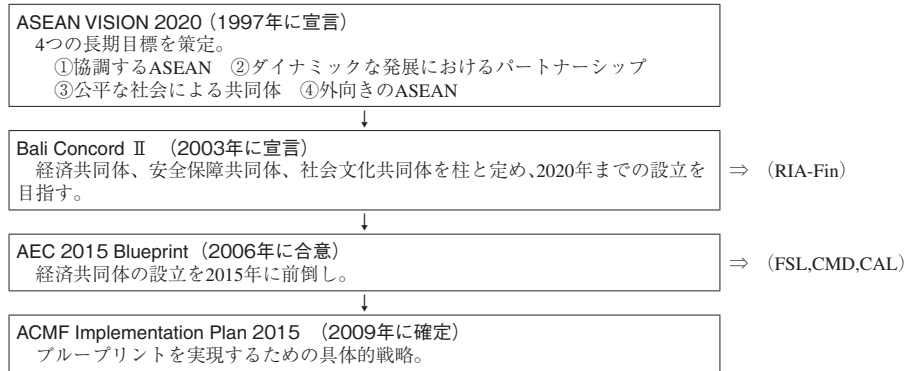 ASEAN VISION 2020（1997年に宣言）
4つの長期目標を策定。
①協調するASEAN　②ダイナミックな発展におけるパートナーシップ
③公平な社会による共同体　④外向きのASEAN
↓
Bali Concord Ⅱ　（2003年に宣言）
経済共同体、安全保障共同体、社会文化共同体を柱と定め、2020年までの設立を
目指す。
⇒　（RIA-Fin）
↓
AEC 2015 Blueprint（2006年に合意）
経済共同体の設立を2015年に前倒し。
⇒　（FSL,CMD,CAL）
↓
ACMF Implementation Plan 2015　（2009年に確定）
ブループリントを実現するための具体的戦略。